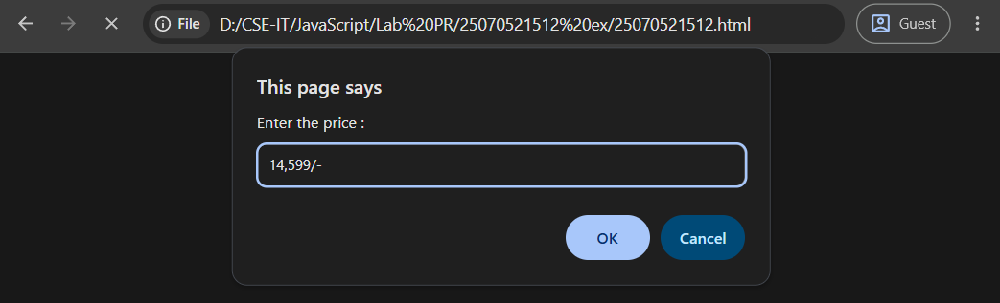 File D:/CSE-IT/JavaScript/Lab%20PR/25070521512%20ex/25070521512.html Guest
This page says
Enter the price :
14,599/-
OK Cancel